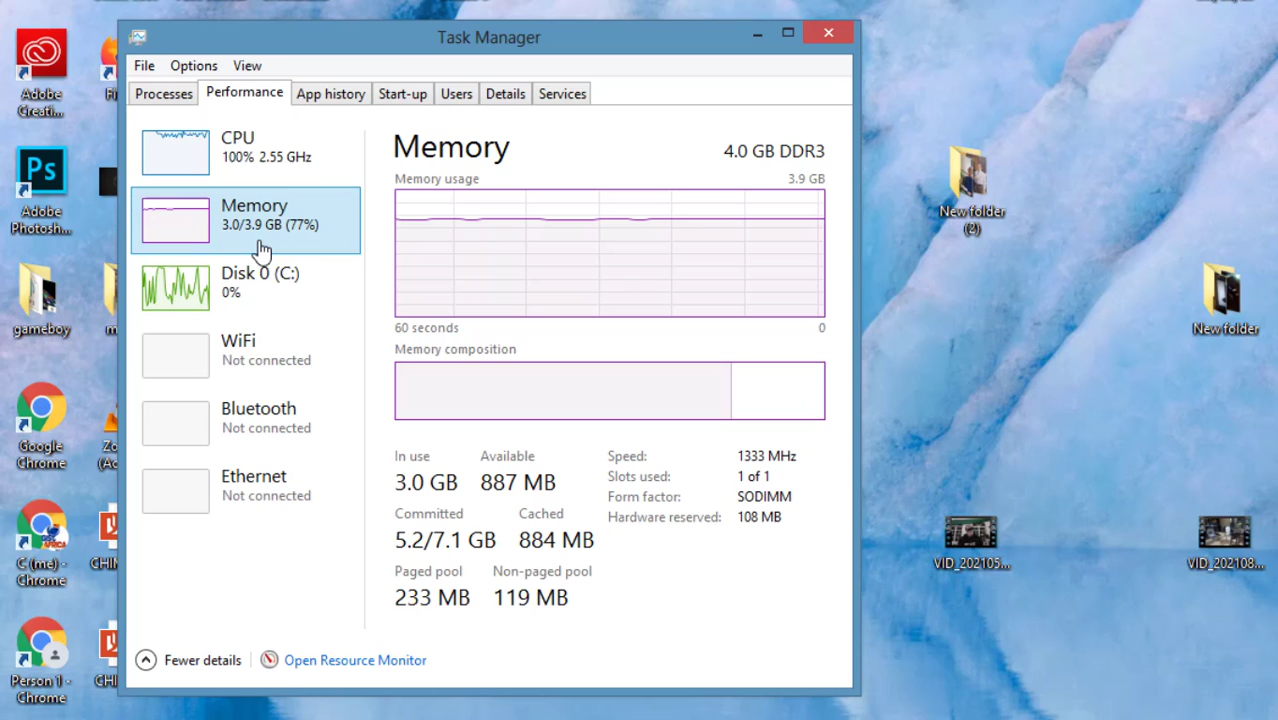 Task Manager
File Options View
Processes Performance App history Start-up Users Details Services
CPU
100% 2.55 GHz
Memory
3.0/3.9 GB (77%)
Disk 0 (C:)
0%
WiFi
Not connected
Bluetooth
Not connected
Ethernet
Not connected
Memory 4.0 GB DDR3
Memory usage 3.9 GB
60 seconds 0
Memory composition
In use Available
3.0 GB 887 MB
Committed Cached
5.2/7.1 GB 884 MB
Paged pool Non-paged pool
233 MB 119 MB
Speed: 1333 MHz
Slots used: 1 of 1
Form factor: SODIMM
Hardware reserved: 108 MB
Fewer details Open Resource Monitor
Adobe
Creati...
Ps
Adobe
Photosh...
gameboy
Google
Chrome
C (me) -
Chrome
Person 1 -
Chrome
New folder
(2)
New folder
VID_202105...
VID_202108...